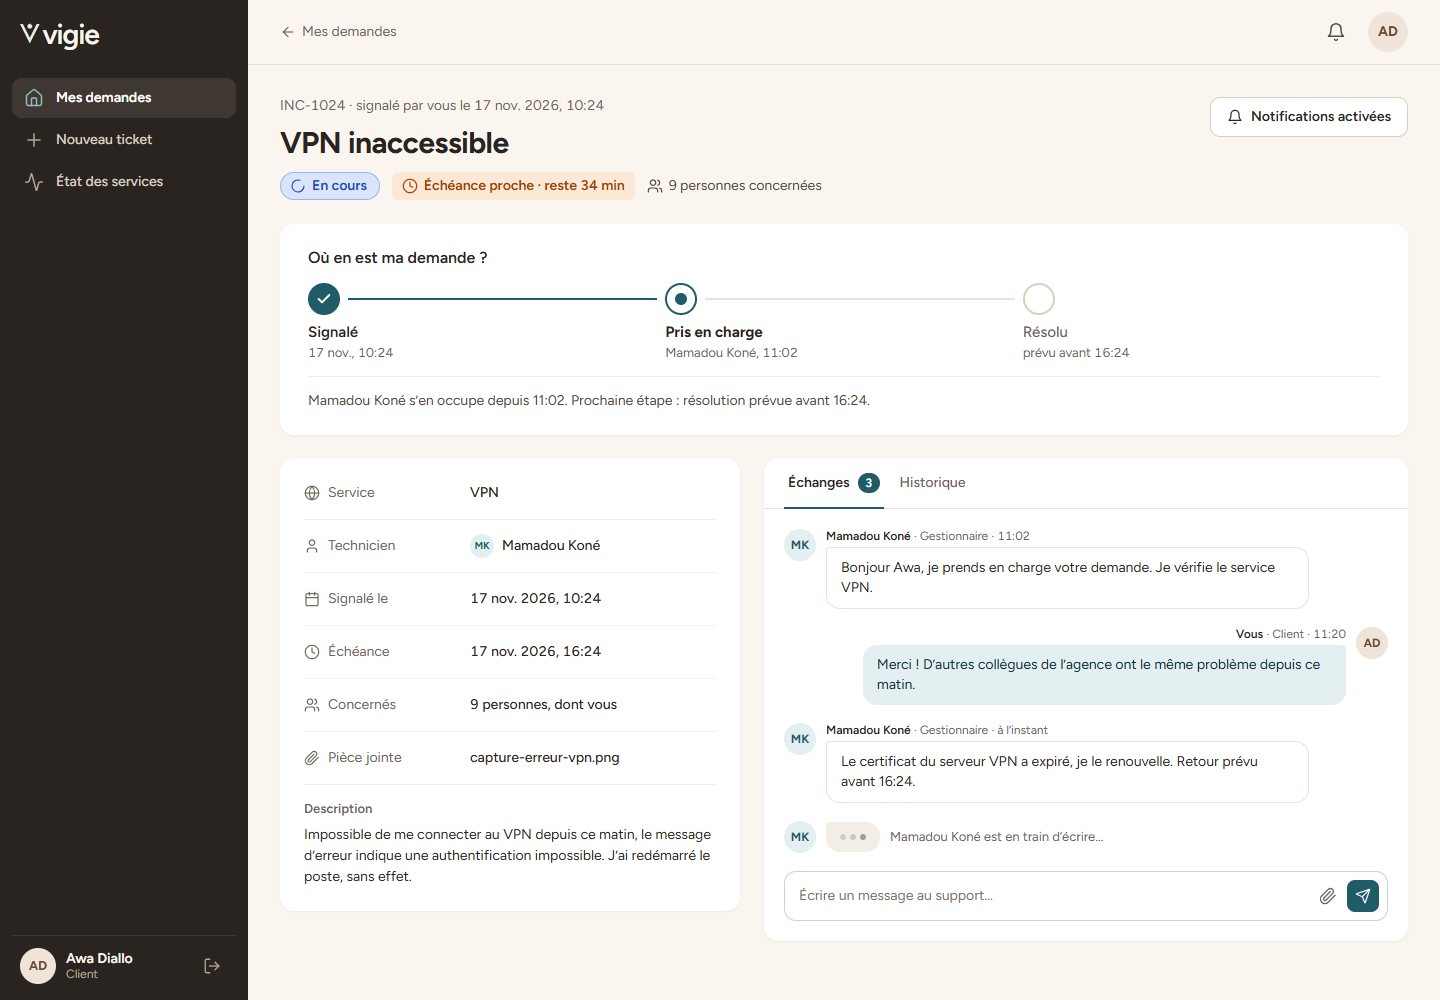 vigie
Mes demandes
Nouveau ticket
État des services
Mes demandes
AD
INC-1024 · signalé par vous le 17 nov. 2026, 10:24
VPN inaccessible
Notifications activées
En cours
Échéance proche · reste 34 min
9 personnes concernées
Où en est ma demande ?
Signalé
17 nov., 10:24
Pris en charge
Mamadou Koné, 11:02
Résolu
prévu avant 16:24
Mamadou Koné s’en occupe depuis 11:02. Prochaine étape : résolution prévue avant 16:24.
Service
VPN
Technicien
MK Mamadou Koné
Signalé le
17 nov. 2026, 10:24
Échéance
17 nov. 2026, 16:24
Concernés
9 personnes, dont vous
Pièce jointe
capture-erreur-vpn.png
Description
Impossible de me connecter au VPN depuis ce matin, le message
d’erreur indique une authentification impossible. J’ai redémarré le
poste, sans effet.
Échanges 3
Historique
MK
Mamadou Koné · Gestionnaire · 11:02
Bonjour Awa, je prends en charge votre demande. Je vérifie le service
VPN.
Vous · Client · 11:20
AD
Merci ! D’autres collègues de l’agence ont le même problème depuis ce
matin.
MK
Mamadou Koné · Gestionnaire · à l’instant
Le certificat du serveur VPN a expiré, je le renouvelle. Retour prévu
avant 16:24.
MK
Mamadou Koné est en train d’écrire…
Écrire un message au support…
AD
Awa Diallo
Client